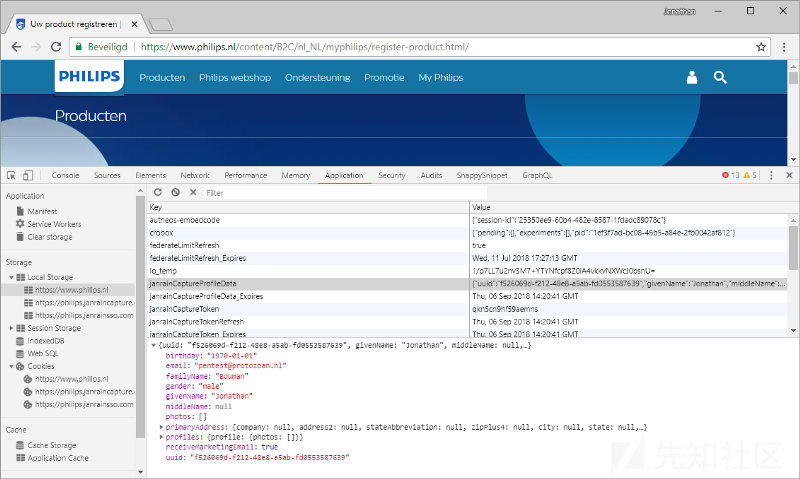 Jonathan
Uw product registreren |
Beveiligd https://www.philips.nl/content/B2C/nl_NL/myphilips/register-product.html/
PHILIPS Producten Philips webshop Ondersteuning Promotie My Philips
Producten
Console Sources Elements Network Performance Memory Application Security Audits SnappySnippet GraphQL 13 5
Application
Manifest
Service Workers
Clear storage
Storage
Local Storage
https://www.philips.nl
https://philips.janraincapture.
https://philips.janrainsso.com
Session Storage
IndexedDB
Web SQL
Cookies
https://www.philips.nl
https://philips.janraincapture.
https://philips.janrainsso.com
Cache
Cache Storage
Application Cache
Filter
Key Value
autheos-embedcode {"session-id":"25350ee9-60b4-482e-8587-1fdadc89078c"}
crobox {"pending":[],"experiments":[],"pid":"1ef3f7ad-bc08-45b5-a84e-2fb0042af812"}
federateLimitRefresh true
federateLimitRefresh_Expires Wed, 11 Jul 2018 17:27:13 GMT
io_temp
janrainCaptureProfileData {"uuid":"f526069d-f212-48e8-a5ab-fd0553587639","givenName":"Jonathan","middleName":...
janrainCaptureProfileData_Expires Thu, 06 Sep 2018 14:20:41 GMT
janrainCaptureToken qkn5cn9hf59aemns
janrainCaptureTokenRefresh Thu, 06 Sep 2018 14:20:41 GMT
janrainCaptureToken_Expires Thu, 06 Sep 2018 14:20:41 GMT
{uuid: "f526069d-f212-48e8-a5ab-fd0553587639", givenName: "Jonathan", middleName: null,…}
birthday: "1970-01-01"
email: "pentest@protozoan.nl"
familyName: "Bouman"
gender: "male"
givenName: "Jonathan"
middleName: null
photos: []
primaryAddress: {company: null, address2: null, stateAbbreviation: null, zipPlus4: null, city: null, state: null,…}
profiles: {profile: {photos: []}}
receiveMarketingEmail: true
uuid: "f526069d-f212-48e8-a5ab-fd0553587639"
先知社区